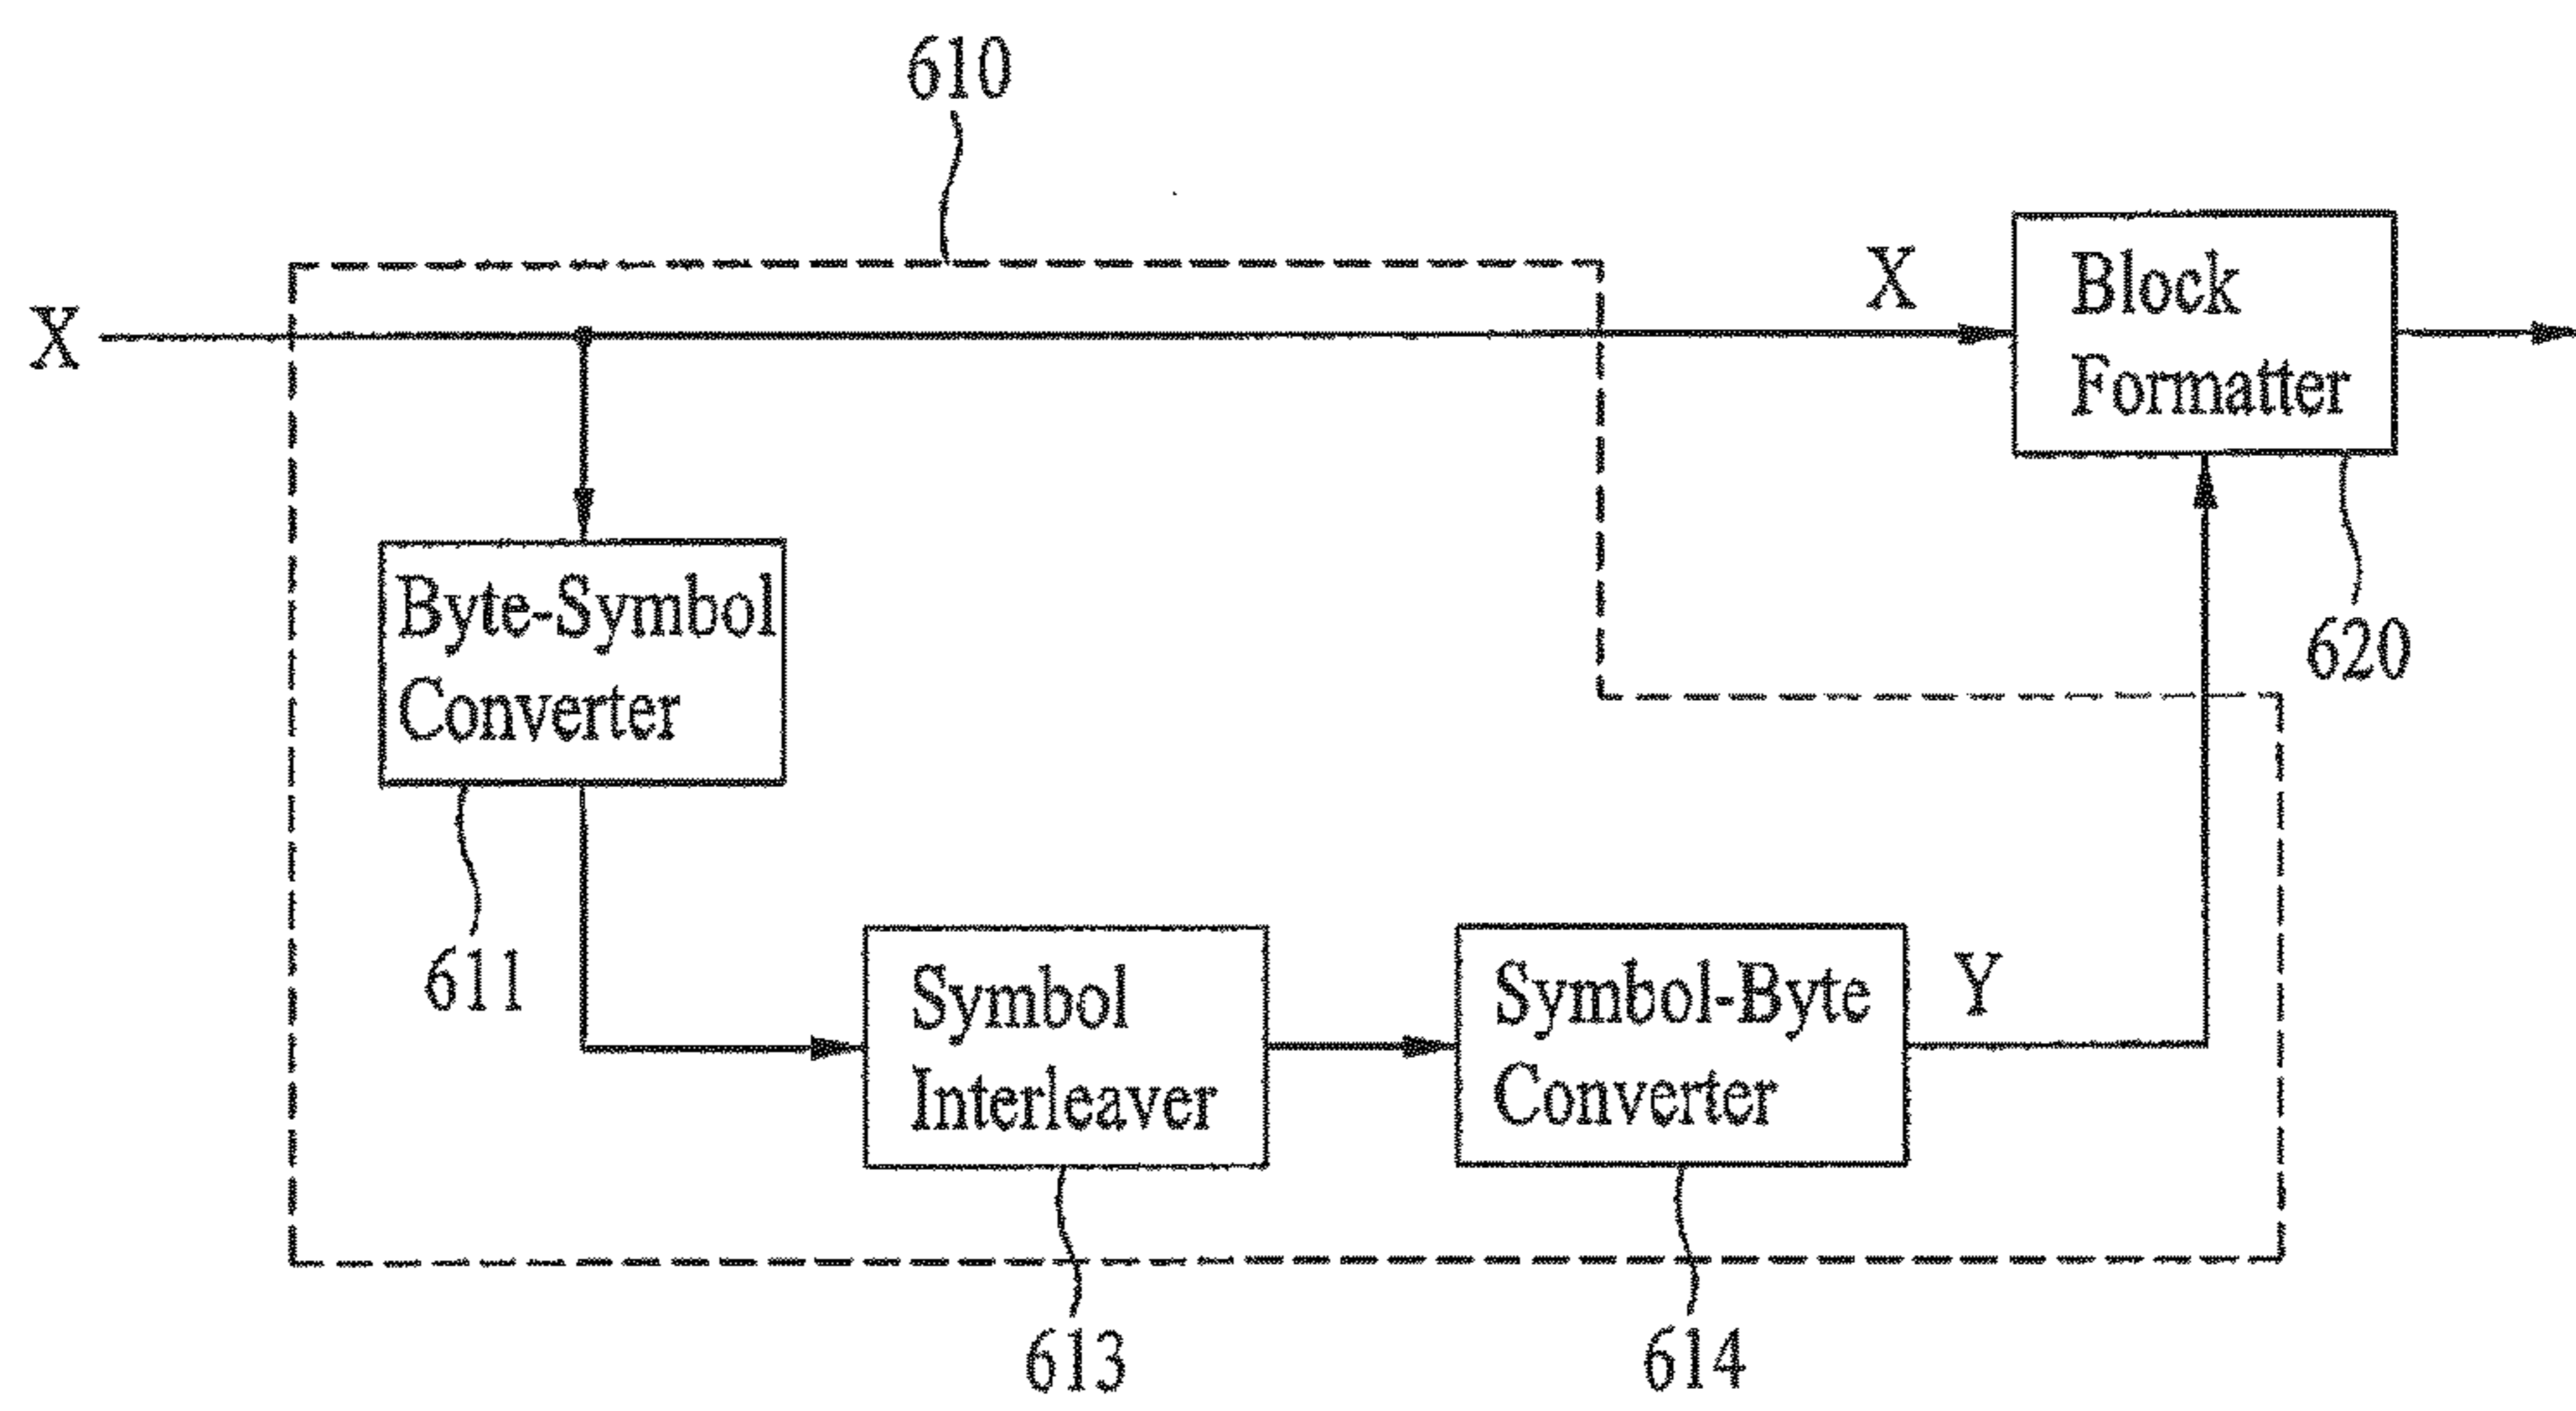 610
X
X
Block
Formatter
620
Byte-Symbol
Converter
611
Symbol
Interleaver
613
Symbol-Byte
Converter
614
Y